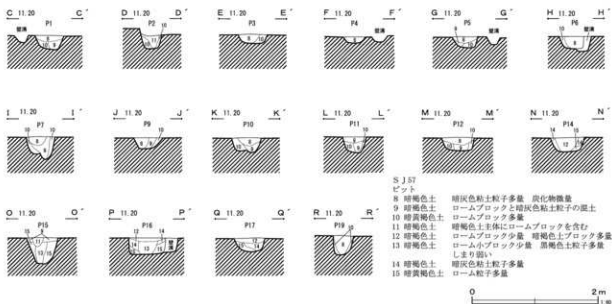 C 11.20 C´ D 11.20 D´ E 11.20 E´ F 11.20 F´ G 11.20 G´ H 11.20 H´
P1 P2 P3 P4 P5 P6
壁溝 壁溝 壁溝 壁溝
I 11.20 I´ J 11.20 J´ K 11.20 K´ L 11.20 L´ M 11.20 M´ N 11.20 N´
P7 P9 P10 P11 P12 P14
O 11.20 O´ P 11.20 P´ Q 11.20 Q´ R R´
P15 P16 P17 P19
壁溝
SJ57
ピット
8 暗褐色土 暗灰色粘土粒子多量 炭化物微量
9 暗褐色土 ロームブロックと暗灰色粘土粒子の混土
10 暗黄褐色土 ロームブロック多量
11 暗褐色土 暗褐色土主体にロームブロックを含む
12 暗褐色土 ロームブロック少量 暗褐色土ブロック多量
13 暗褐色土 ローム小ブロック少量 黒褐色土粒子多量
しまり弱い
14 暗褐色土 暗灰色粘土粒子多量
15 暗黄褐色土 ローム粒子多量
0 2m